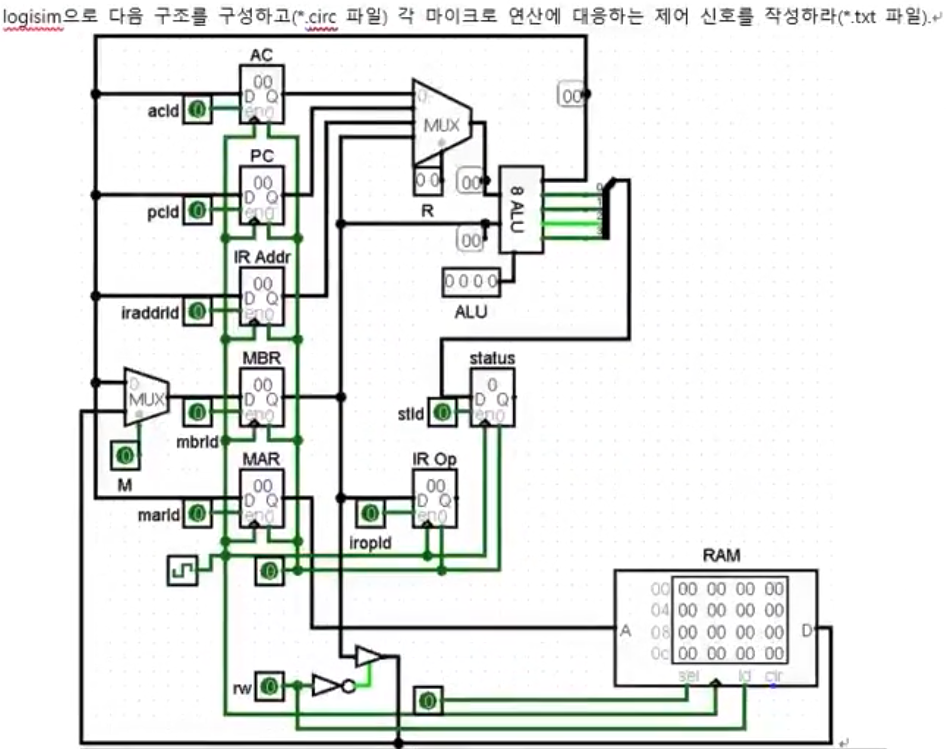 logisim으로 다음 구조를 구성하고(*.circ 파일) 각 마이크로 연산에 대응하는 제어 신호를 작성하라(*.txt 파일).
AC
00
D Q
en 0
acld
0
MUX
0
00
PC
00
D Q
en 0
pcld
0
0 0
R
00
8 ALU
00
IR Addr
00
D Q
en 0
iraddrld
0
0 0 0 0
ALU
MBR
00
D Q
en 0
mbrld
0
status
0
D Q
en 0
stld
0
0
MUX
0
M
MAR
00
D Q
en 0
marld
0
IR Op
00
D Q
en 0
0
iropld
0
RAM
00 00 00 00 00
04 00 00 00 00
A 08 00 00 00 00 D
0c 00 00 00 00
sel ld clr
rw 0
0